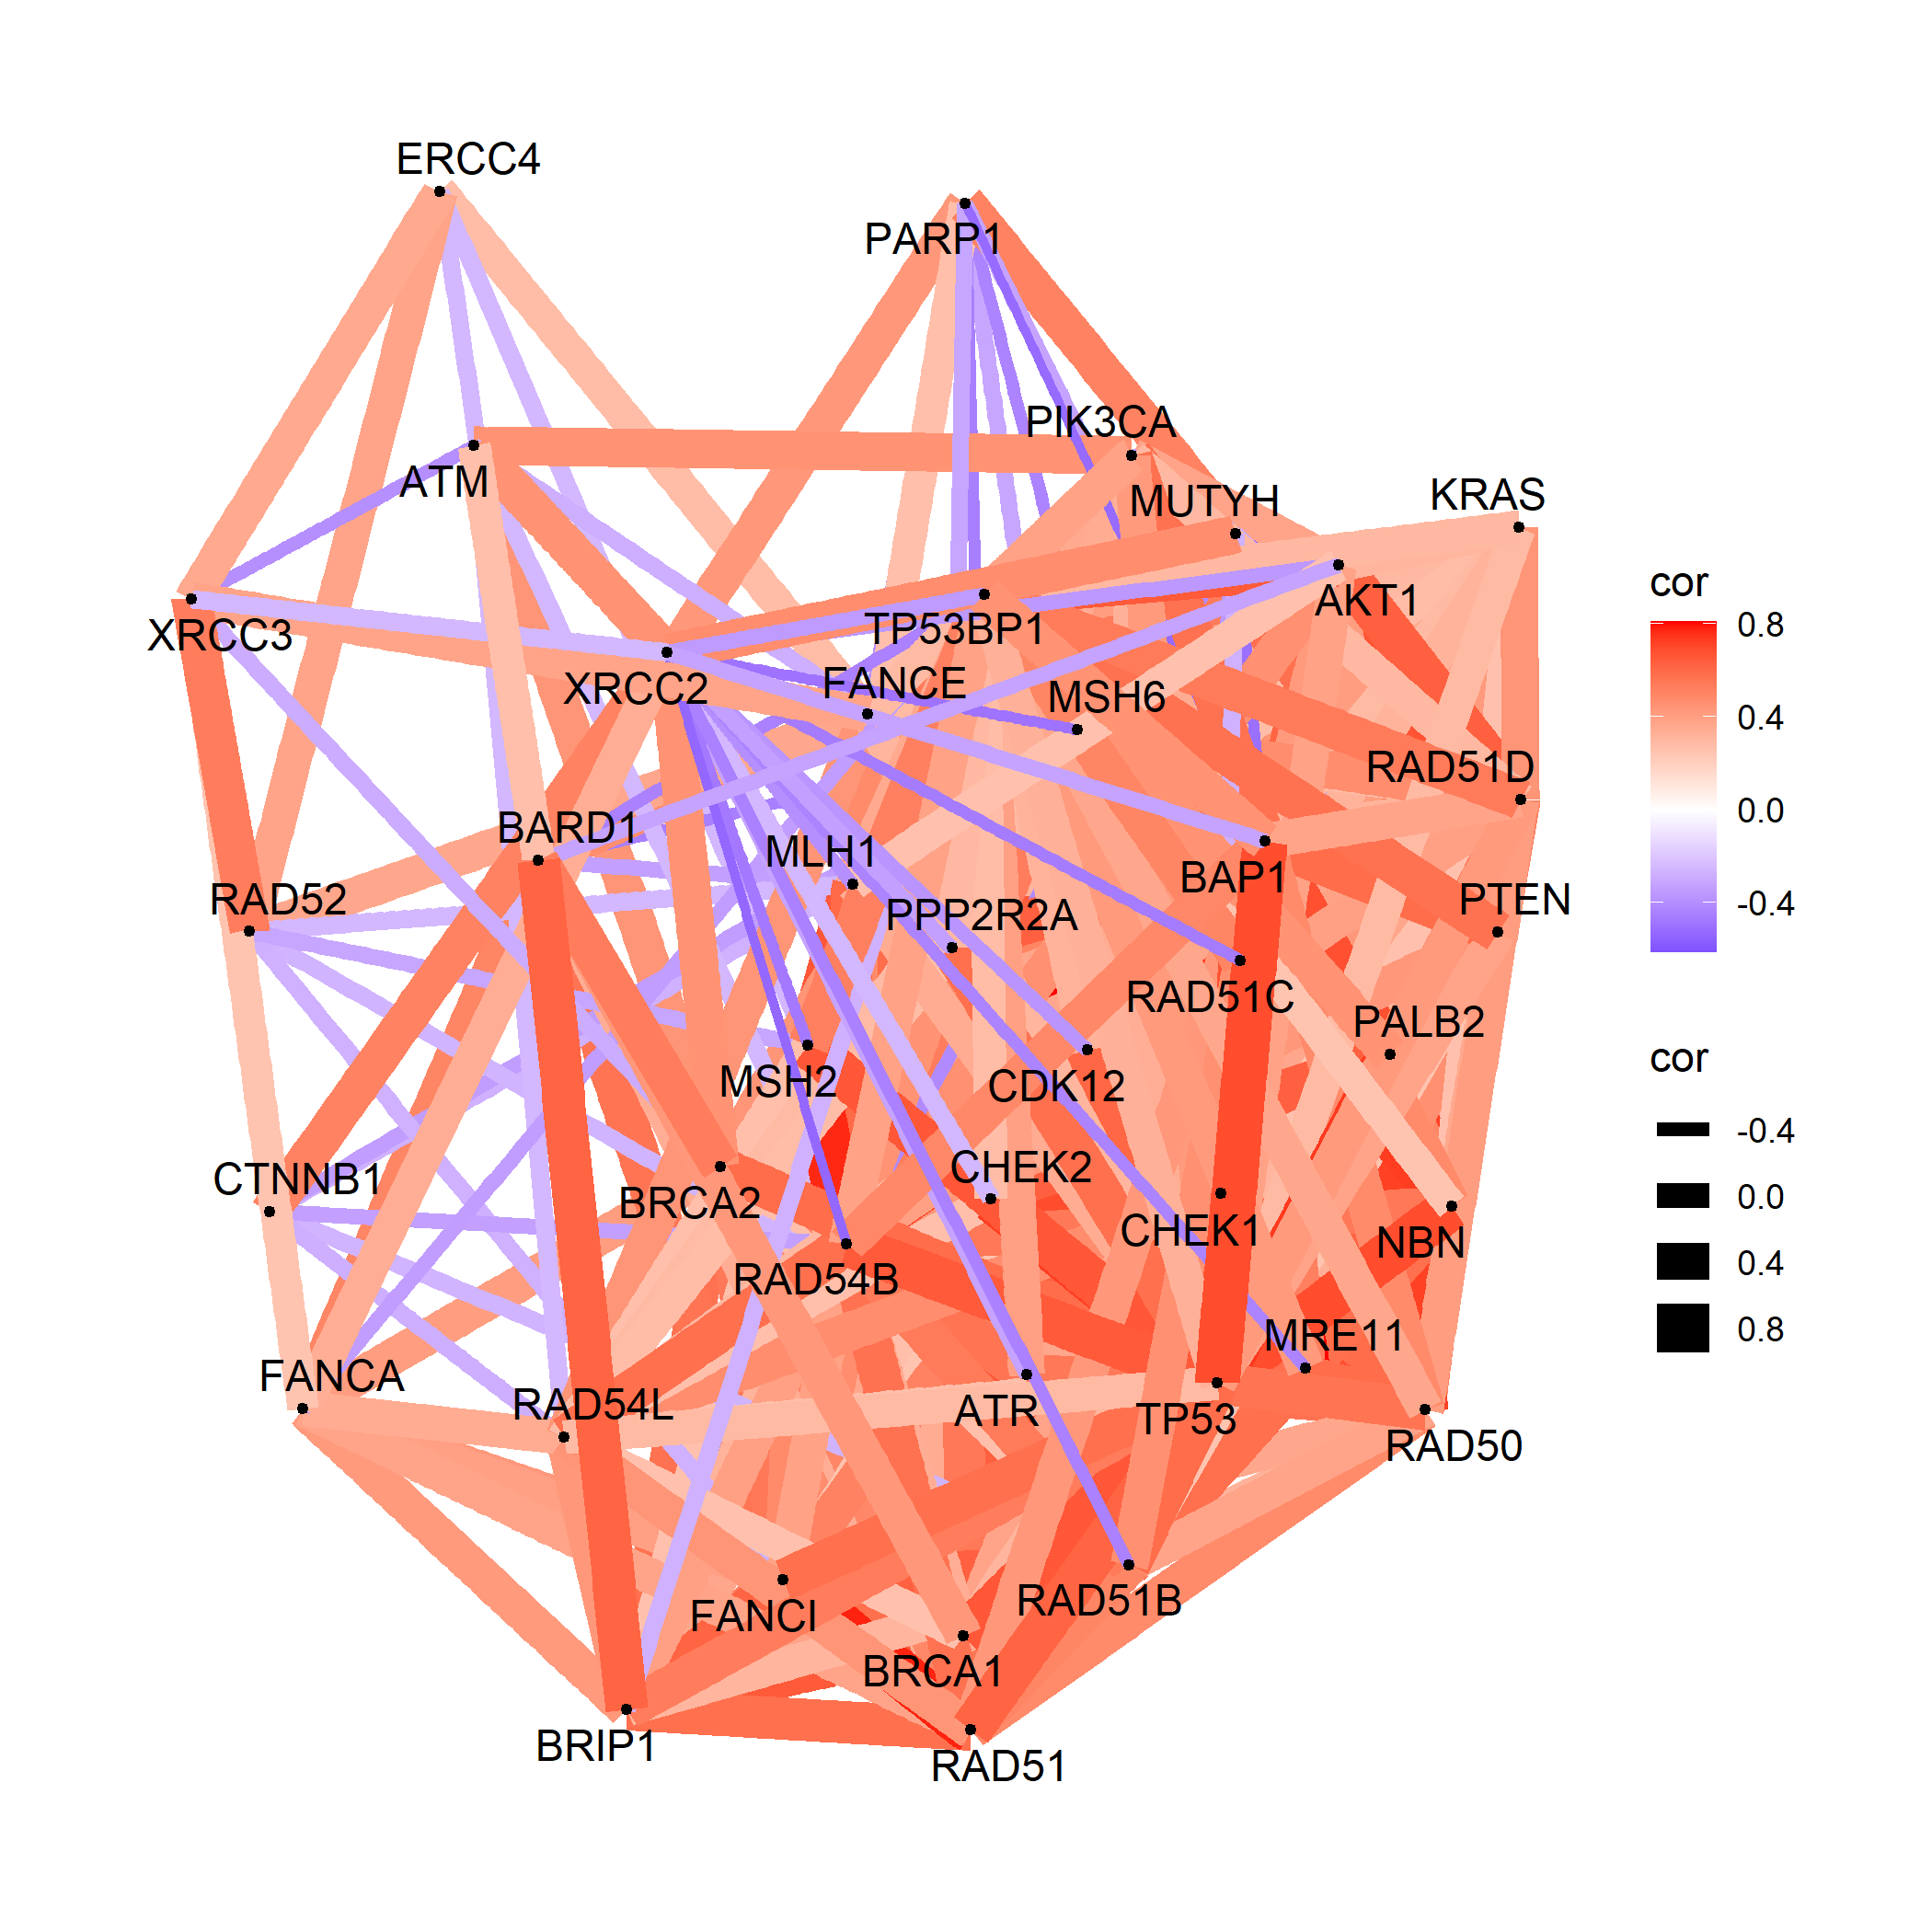 ERCC4
PARP1
PIK3CA
ATM
MUTYH
KRAS
XRCC3
TP53BP1
AKT1
XRCC2
FANCE
MSH6
RAD51D
BARD1
MLH1
BAP1
RAD52
PPP2R2A
PTEN
RAD51C
PALB2
MSH2
CDK12
CTNNB1
BRCA2
CHEK2
CHEK1
NBN
RAD54B
MRE11
FANCA
RAD54L
ATR
TP53
RAD50
FANCI
RAD51B
BRCA1
BRIP1
RAD51
cor
0.8
0.4
0.0
-0.4
cor
-0.4
0.0
0.4
0.8